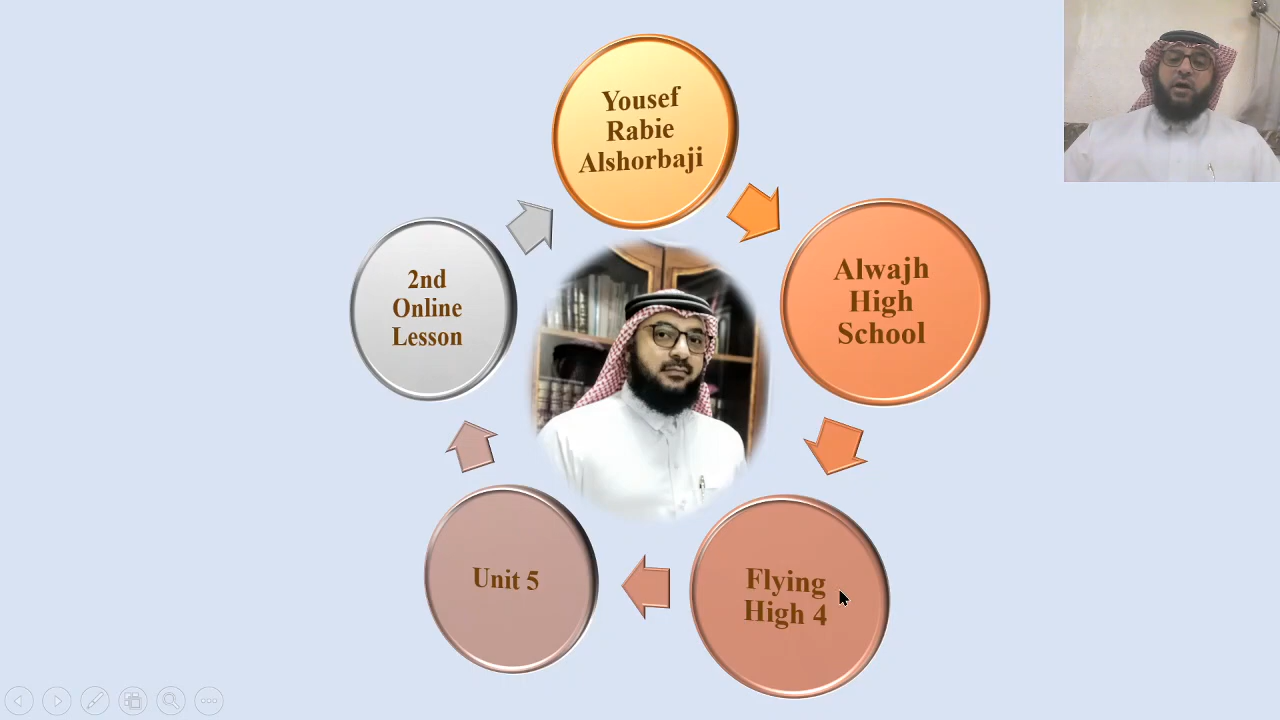 Yousef
Rabie
Alshorbaji
Alwajh
High
School
Flying
High 4
Unit 5
2nd
Online
Lesson